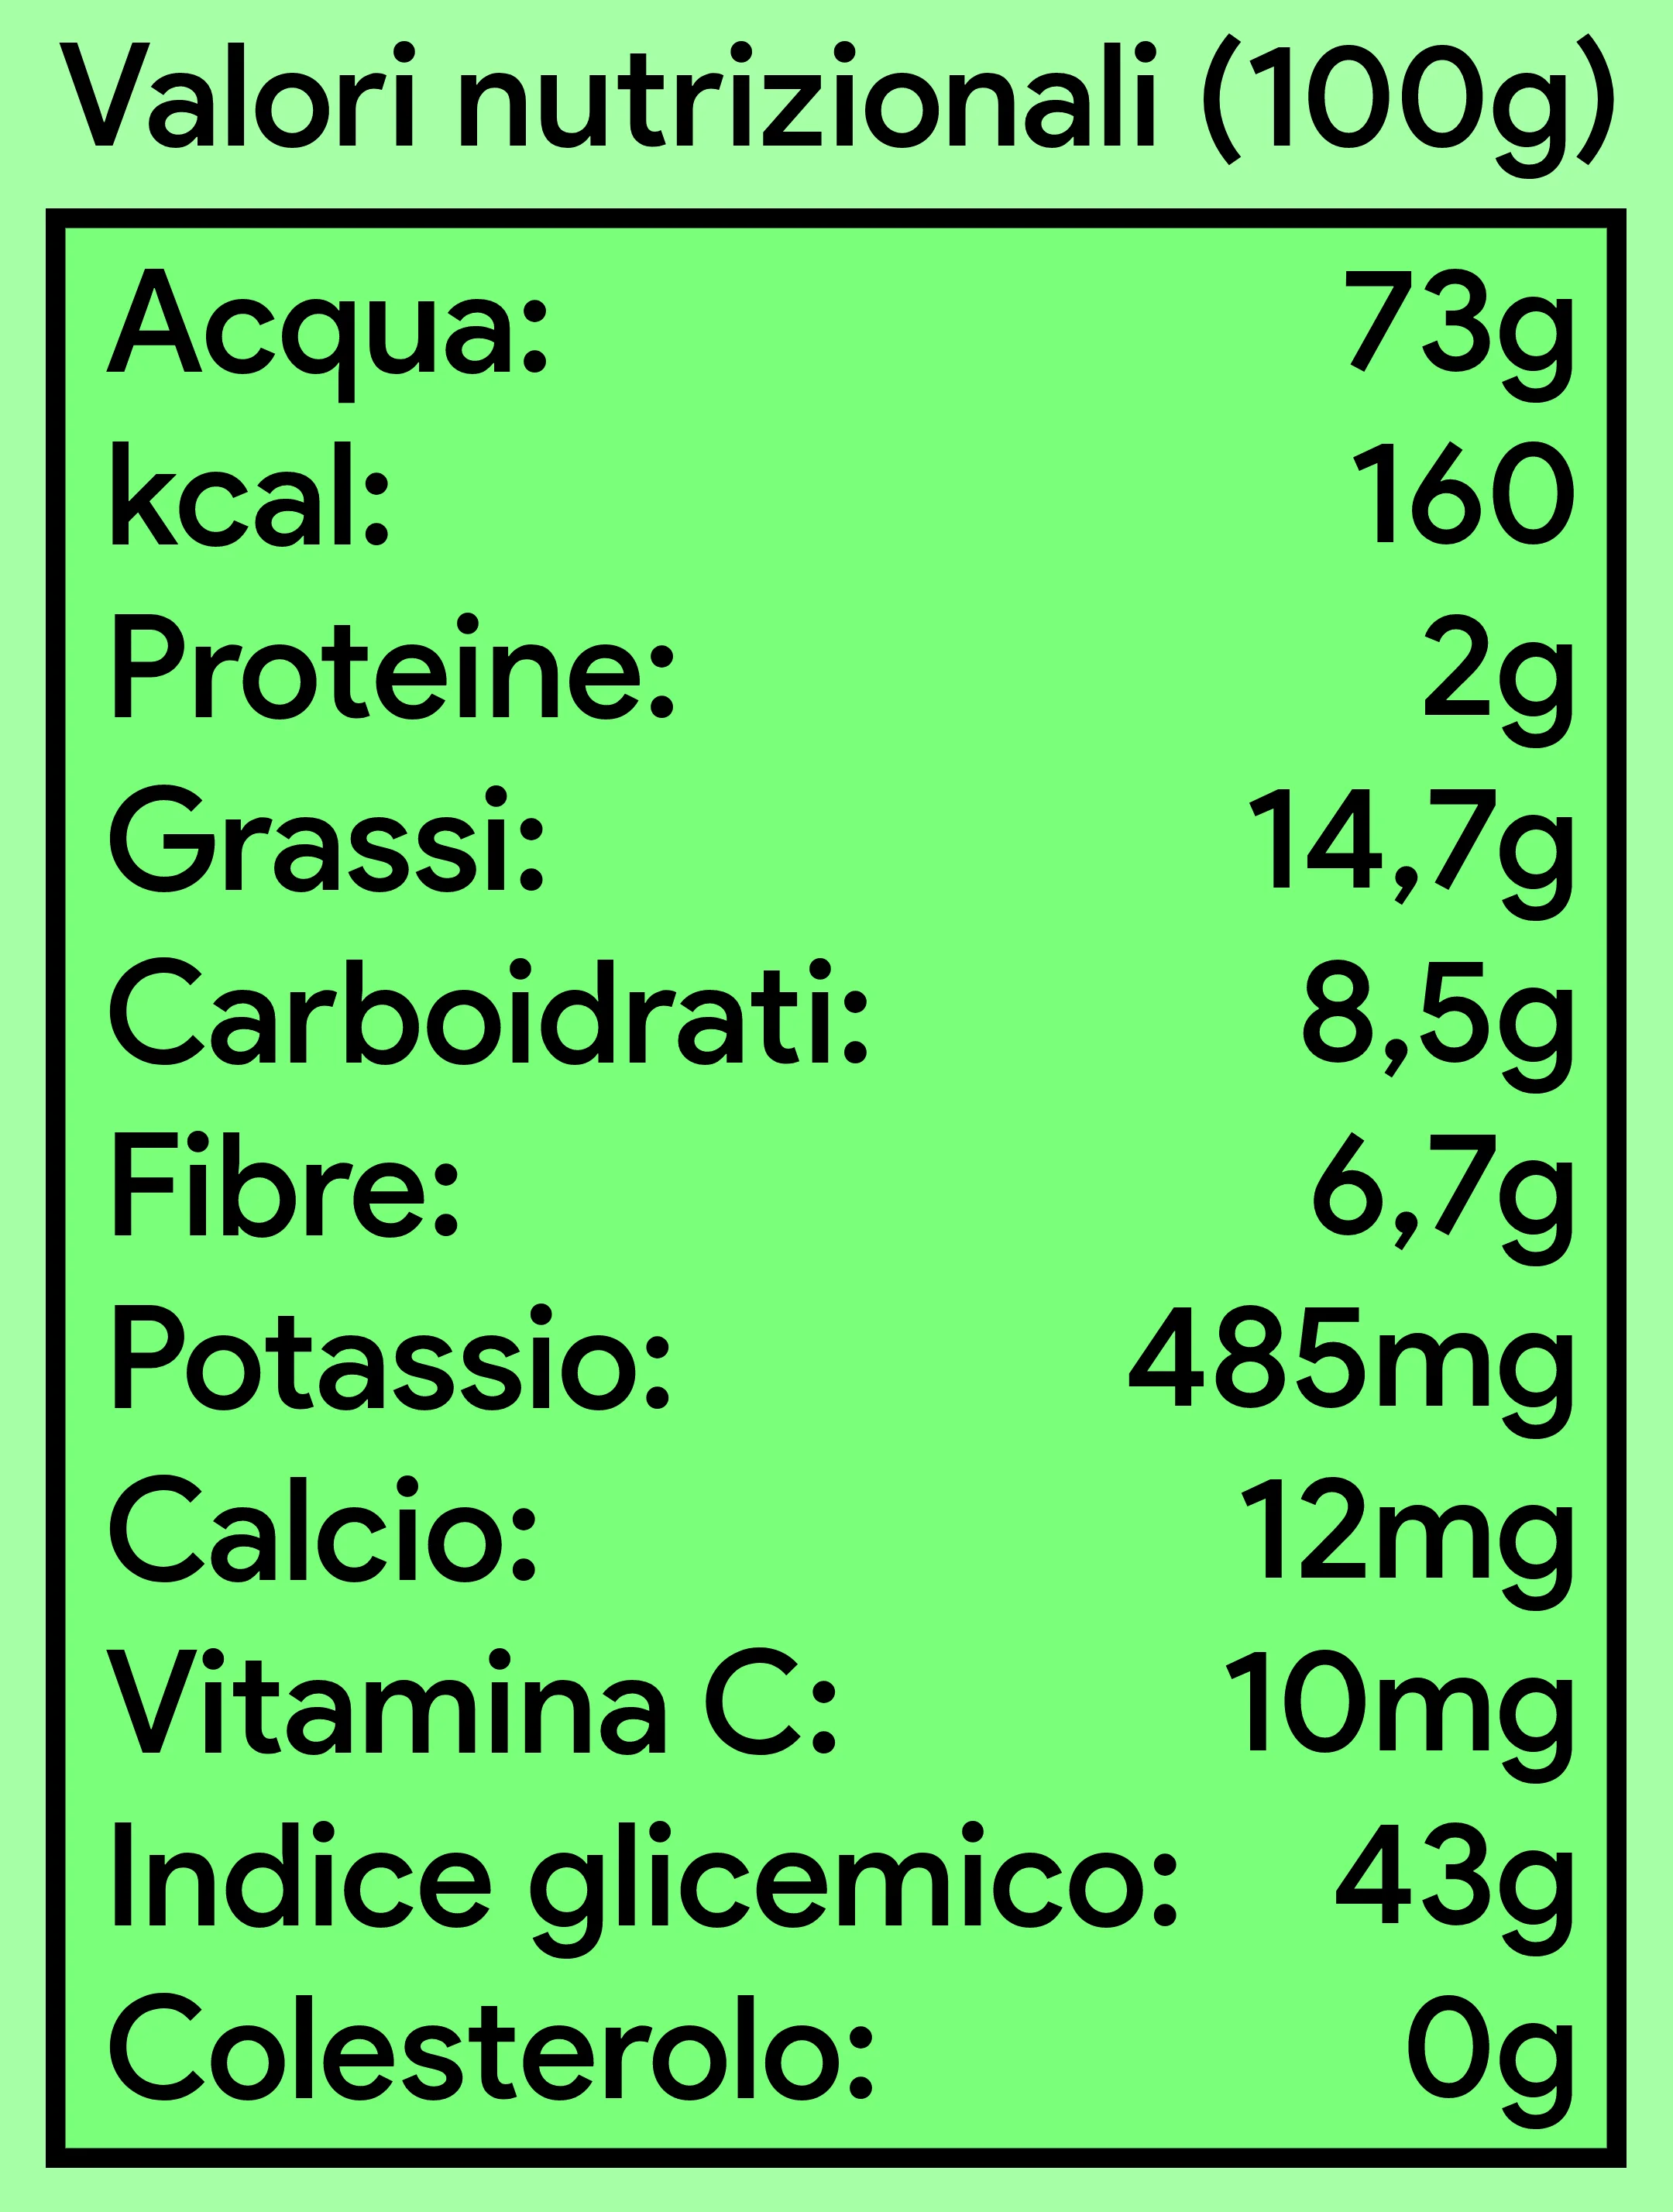 Valori nutrizionali (100g)
Acqua: 73g
kcal: 160
Proteine: 2g
Grassi: 14,7g
Carboidrati: 8,5g
Fibre: 6,7g
Potassio: 485mg
Calcio: 12mg
Vitamina C: 10mg
Indice glicemico: 43g
Colesterolo: 0g